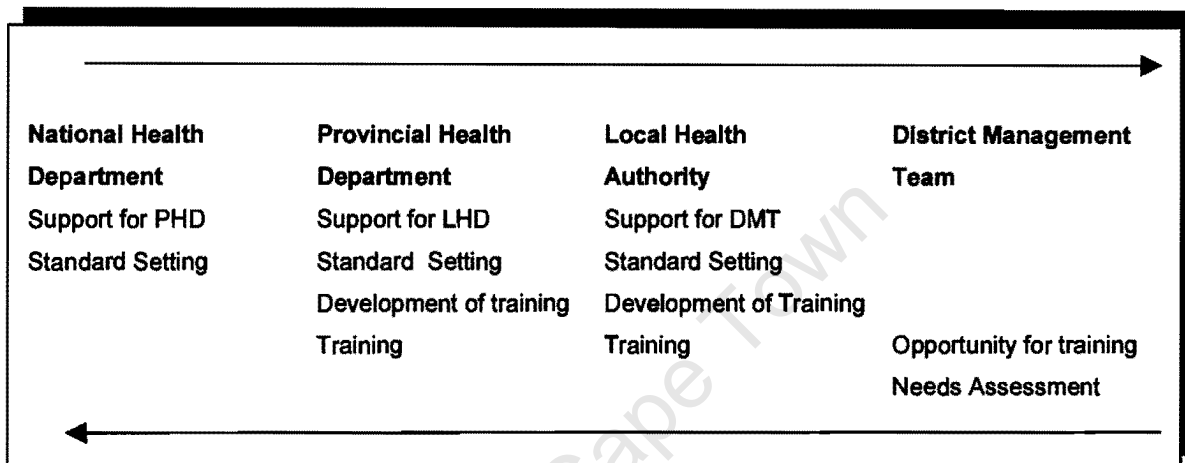 National Health Provincial Health Local Health District Management
Department Department Authority Team
Support for PHD Support for LHD Support for DMT
Standard Setting Standard Setting Standard Setting
Development of training Development of Training
Training Training Opportunity for training
Needs Assessment
Cape Town